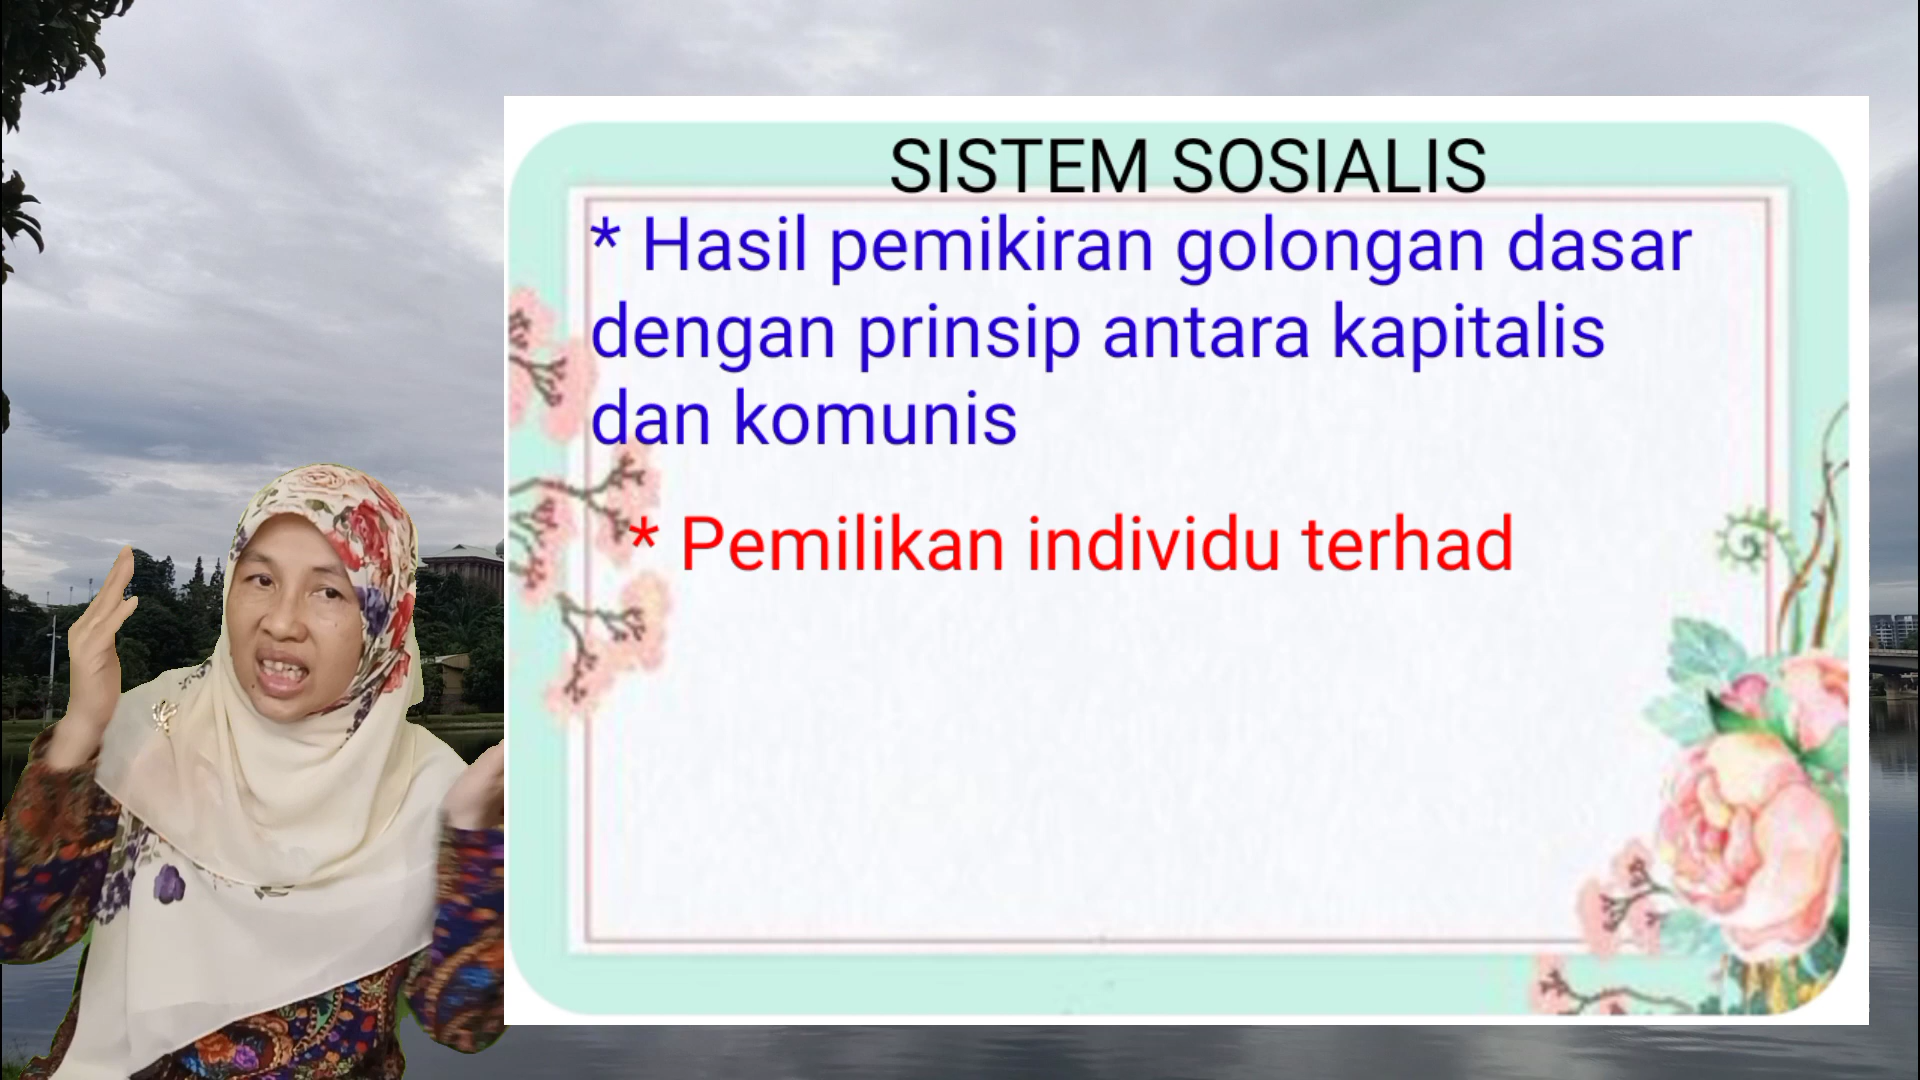 SISTEM SOSIALIS
* Hasil pemikiran golongan dasar
dengan prinsip antara kapitalis
dan komunis
* Pemilikan individu terhad